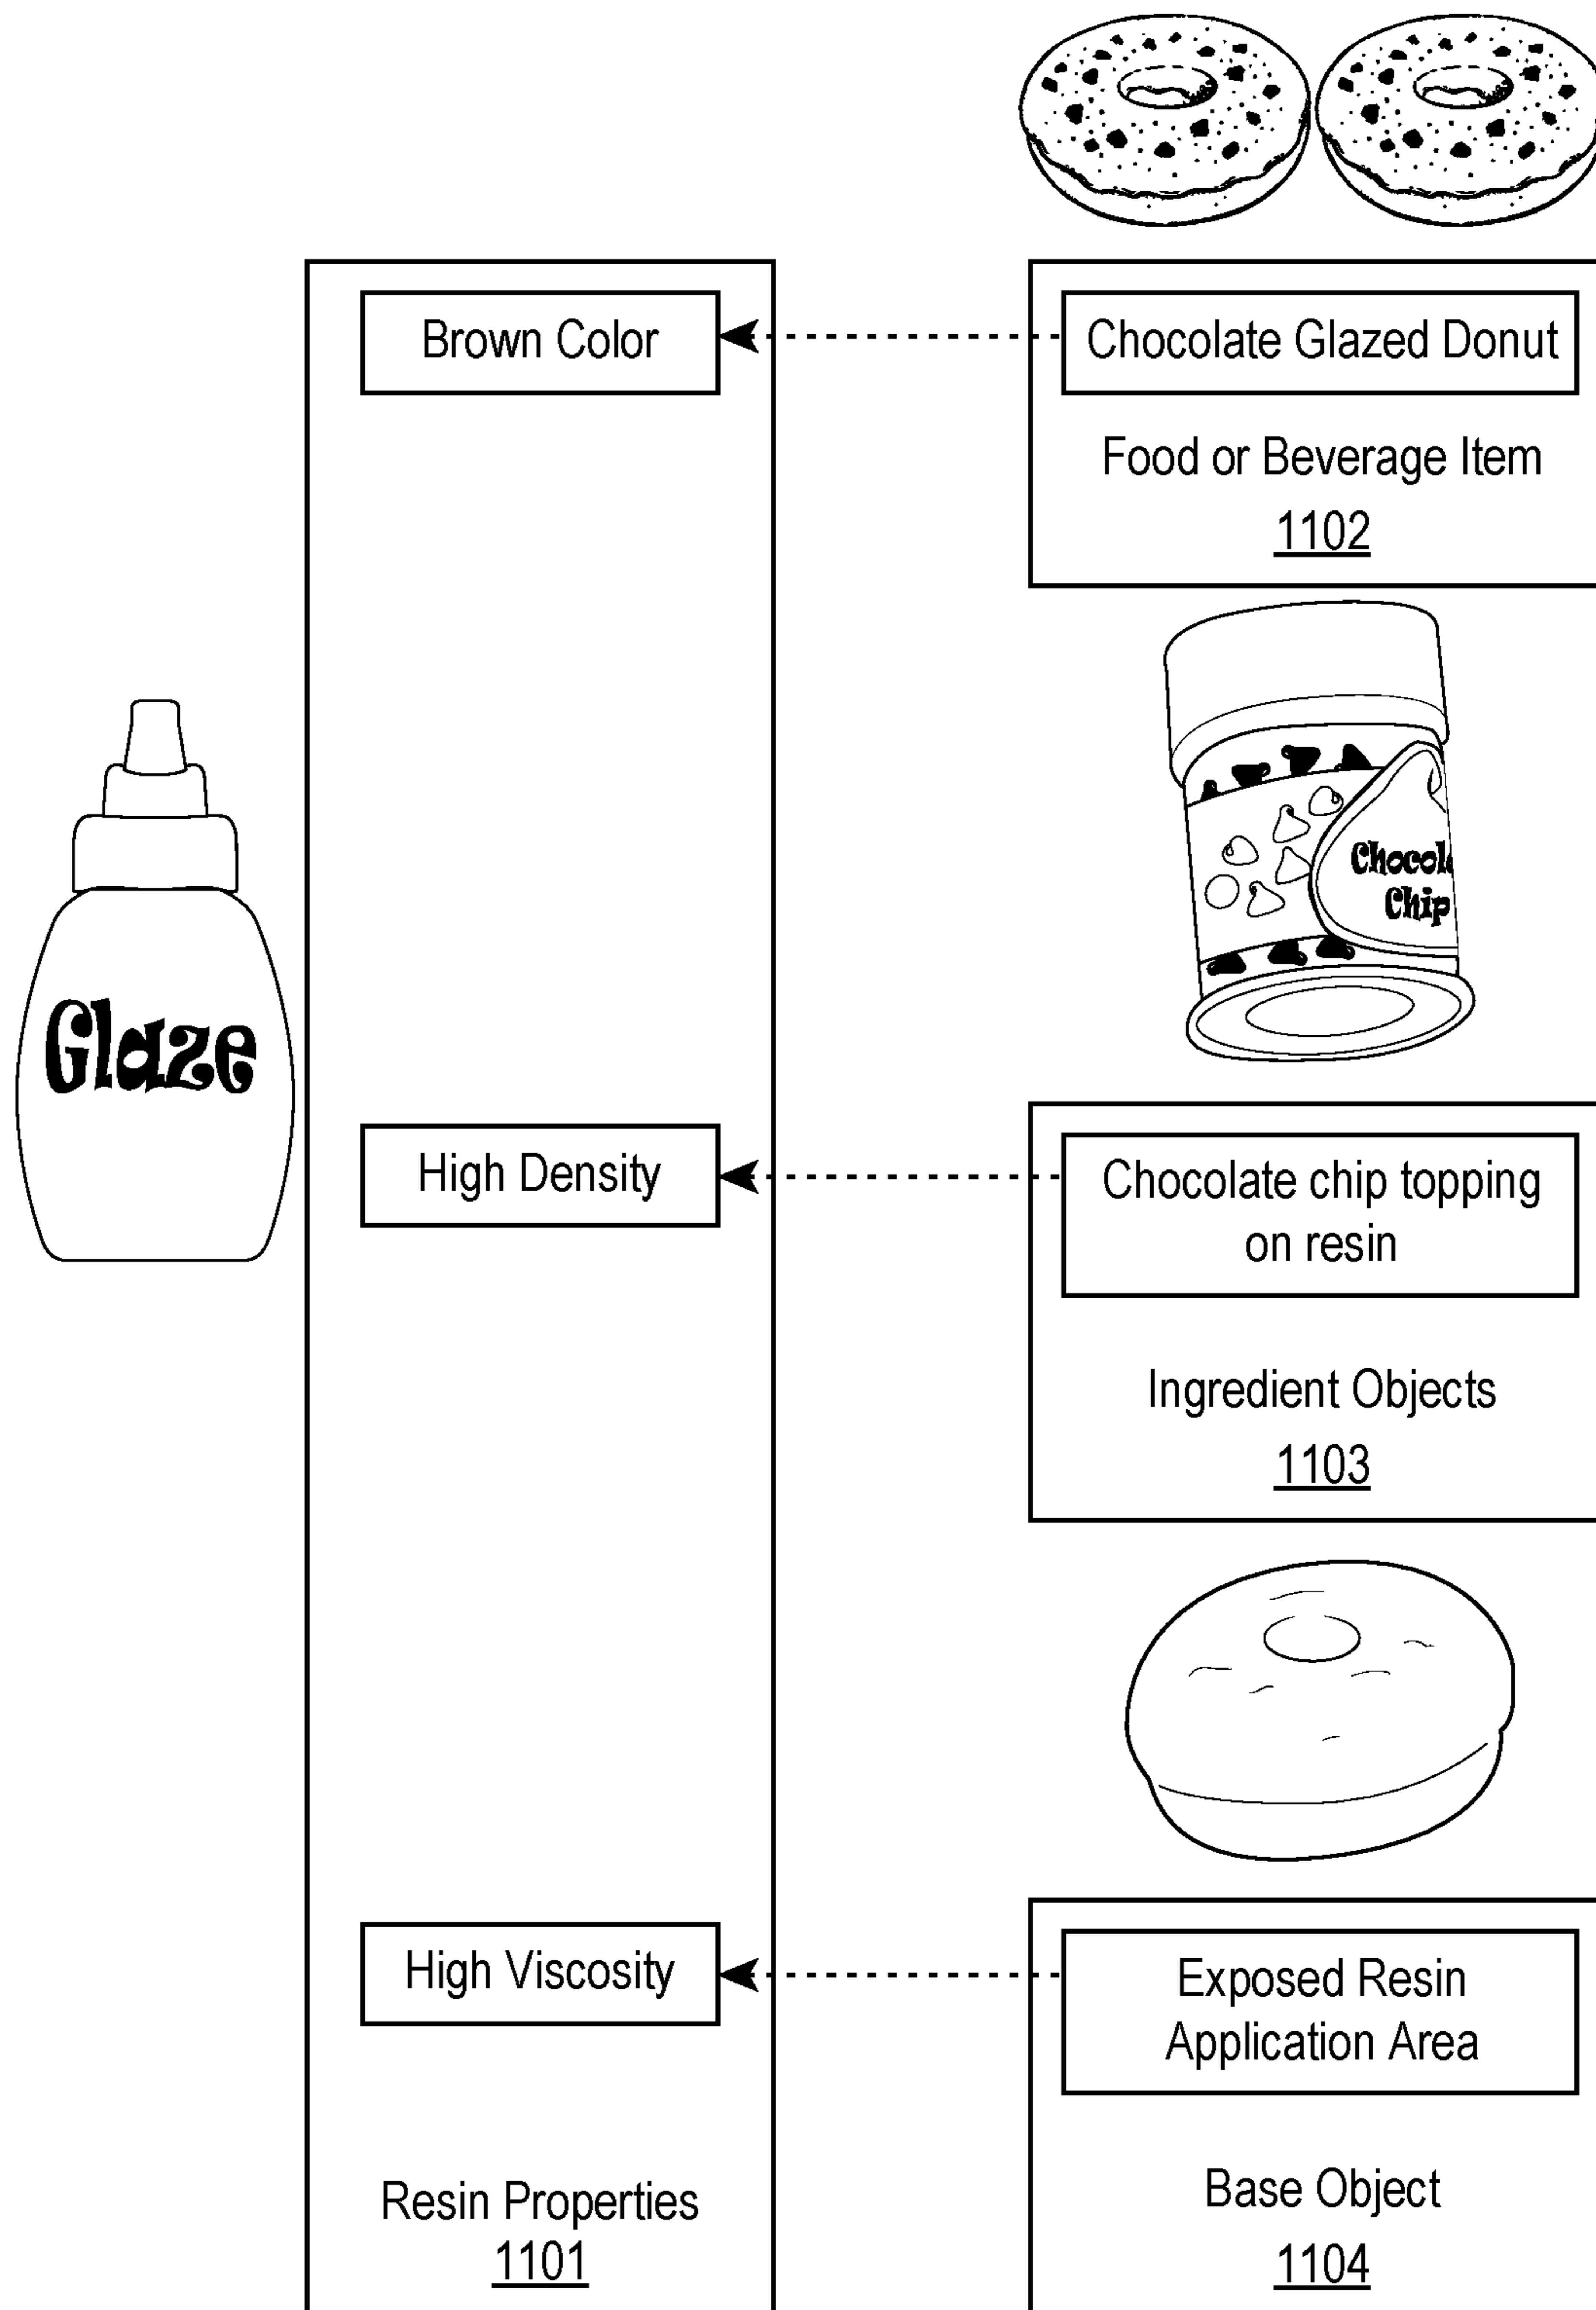 Brown Color
Chocolate Glazed Donut
Food or Beverage Item
1102
Chip
Glaze
High Density
Chocolate chip topping
on resin
Ingredient Objects
1103
High Viscosity
Exposed Resin
Application Area
Resin Properties
1101
Base Object
1104